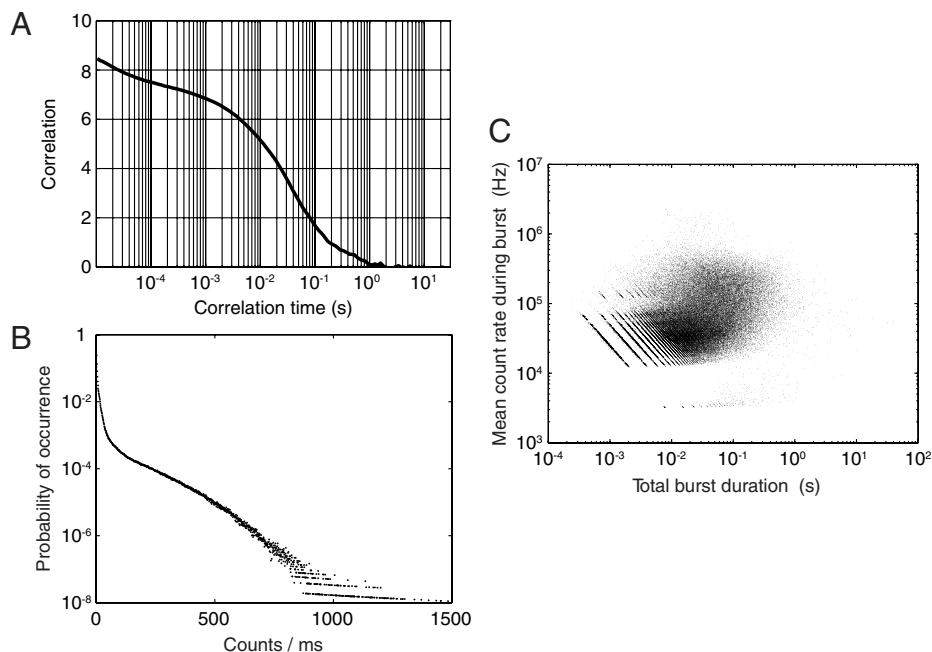 A
10
8
6
4
2
0
Correlation
10-4 10-3 10-2 10-1 100 101
Correlation time (s)
B
1
10-2
10-4
10-6
10-8
Probability of occurrence
0 500 1000 1500
Counts / ms
C
107
106
105
104
103
Mean count rate during burst (Hz)
10-4 10-3 10-2 10-1 100 101 102
Total burst duration (s)